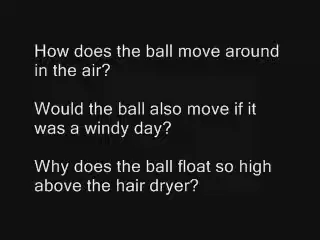 How does the ball move around
in the air?
Would the ball also move if it
was a windy day?
Why does the ball float so high
above the hair dryer?